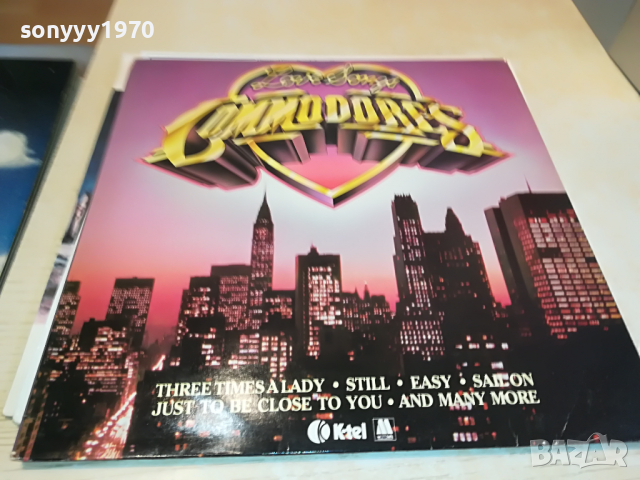 sonyyy1970
Love Songs
COMMODORES
THREE TIMES A LADY • STILL • EASY • SAIL ON
JUST TO BE CLOSE TO YOU • AND MANY MORE
K-tel
BAZAR